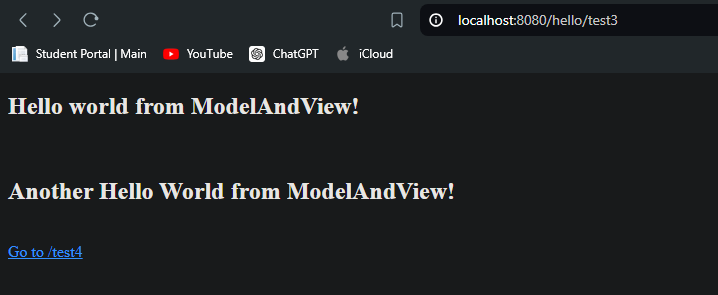 localhost:8080/hello/test3
Student Portal | Main YouTube ChatGPT iCloud
Hello world from ModelAndView!
Another Hello World from ModelAndView!
Go to /test4